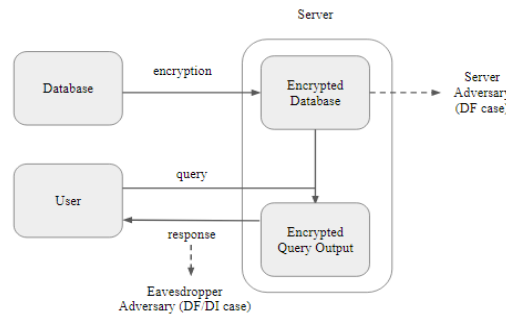 Server
Database
encryption
Encrypted
Database
Server
Adversary
(DF case)
User
query
response
Encrypted
Query Output
Eavesdropper
Adversary (DF/DI case)